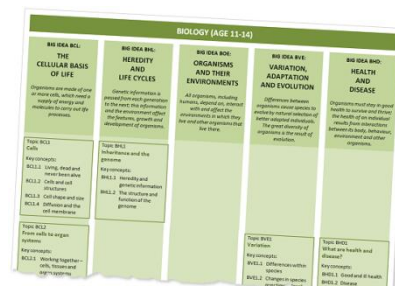 BIOLOGY (AGE 11-14)
BIG IDEA BCL:
THE
CELLULAR BASIS
OF LIFE
Organisms are made of one
or more cells, which need a
supply of energy and
molecules to carry out life
processes.
BIG IDEA BHL:
HEREDITY
AND
LIFE CYCLES
Genetic information is
passed from each generation
to the next; this information
and the environment affect
the features, growth and
development of organisms.
BIG IDEA BOE:
ORGANISMS
AND THEIR
ENVIRONMENTS
All organisms, including
humans, depend on, interact
with and affect the
environments in which they
live and other organisms that
live there.
BIG IDEA BVE:
VARIATION,
ADAPTATION
AND EVOLUTION
Differences between
organisms cause species to
evolve by natural selection of
better adapted individuals.
The great diversity of
organisms is the result of
evolution.
BIG IDEA BHD:
HEALTH
AND
DISEASE
Organisms must stay in good
health to survive and thrive;
the health of an individual
results from interactions
between its body, behaviour,
environment and other
organisms.
Topic BCL1
Cells
Key concepts:
BCL1.1 Living, dead and
never been alive
BCL1.2 Cells and cell
structures
BCL1.3 Cell shape and size
BCL1.4 Diffusion and the
cell membrane
Topic BHL1
Inheritance and the
genome
Key concepts:
BHL1.1 Heredity and
genetic information
BHL1.2 The structure and
function of the
genome
Topic BCL2
From cells to organ
systems
Key concepts:
BCL2.1 Working together –
cells, tissues and
organ systems
Topic BVE1
Variation
Key concepts:
BVE1.1 Differences within
species
BVE1.2 Changes in species
Topic BHD1
What are health and
disease?
Key concepts:
BHD1.1 Good and ill health
BHD1.2 Disease